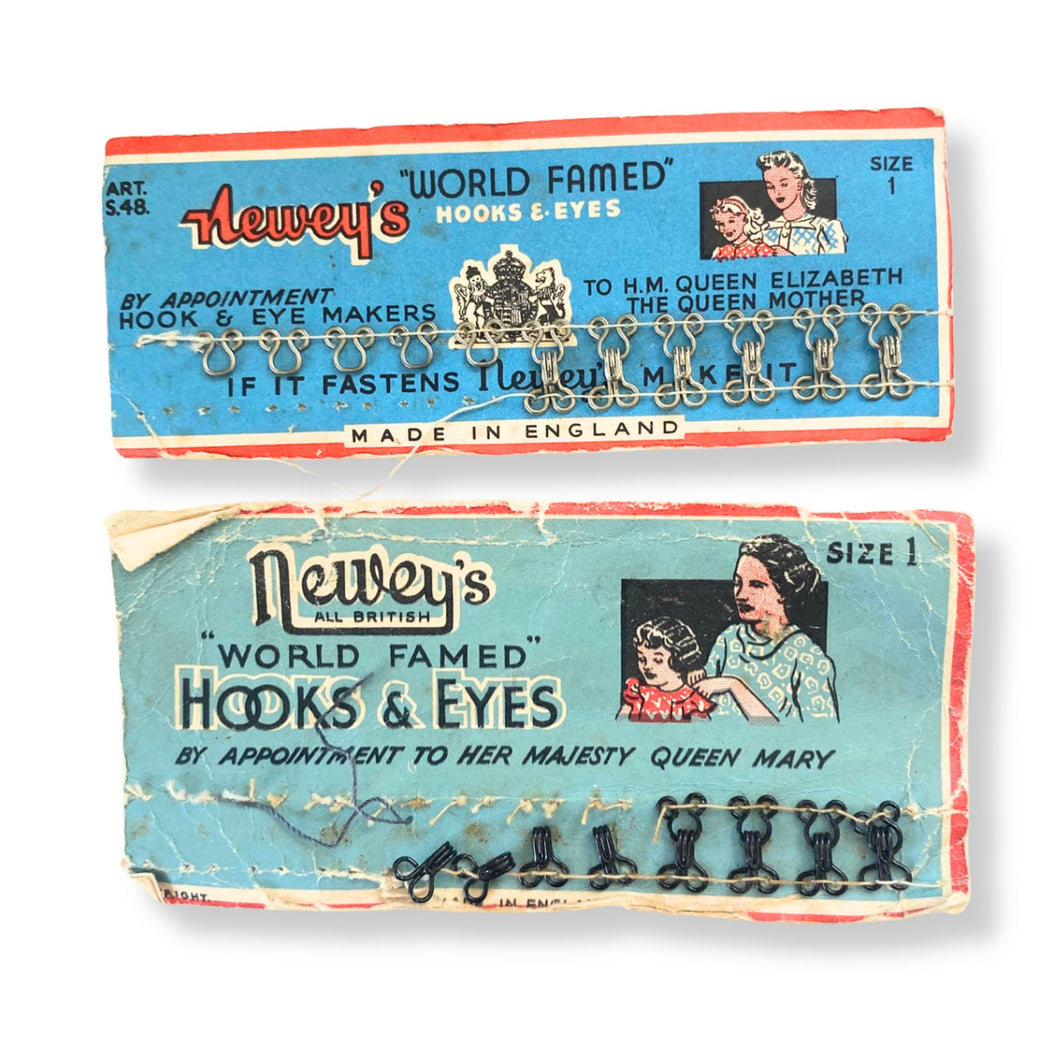 ART.
S.48.
Newey's
"WORLD FAMED"
HOOKS & EYES
SIZE
1
BY APPOINTMENT
HOOK & EYE MAKERS
TO H.M. QUEEN ELIZABETH
THE QUEEN MOTHER
IF IT FASTENS Newey's MAKE IT
MADE IN ENGLAND
Newey's
ALL BRITISH
"WORLD FAMED"
HOOKS & EYES
SIZE 1
BY APPOINTMENT TO HER MAJESTY QUEEN MARY
IN